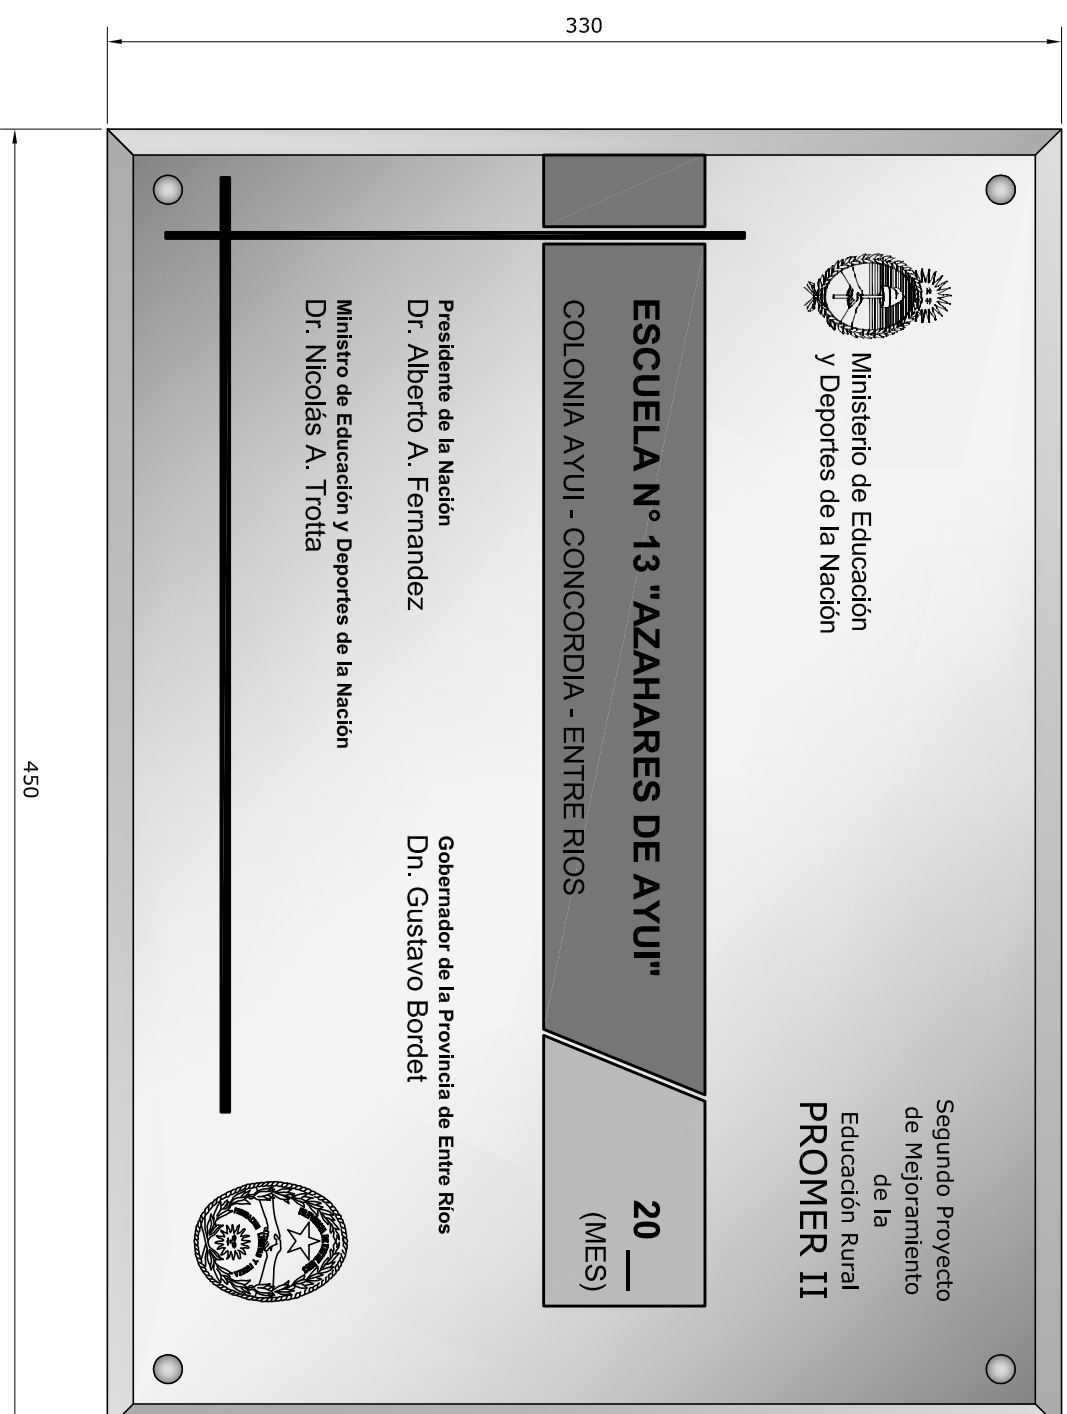 330
450
Ministerio de Educación
y Deportes de la Nación
Segundo Proyecto
de Mejoramiento
de la
Educación Rural
PROMER II
ESCUELA N° 13 "AZAHARES DE AYUI"
COLONIA AYUI - CONCORDIA - ENTRE RIOS
20 __
(MES)
Presidente de la Nación
Dr. Alberto A. Fernandez
Gobernador de la Provincia de Entre Ríos
Dn. Gustavo Bordet
Ministro de Educación y Deportes de la Nación
Dr. Nicolás A. Trotta